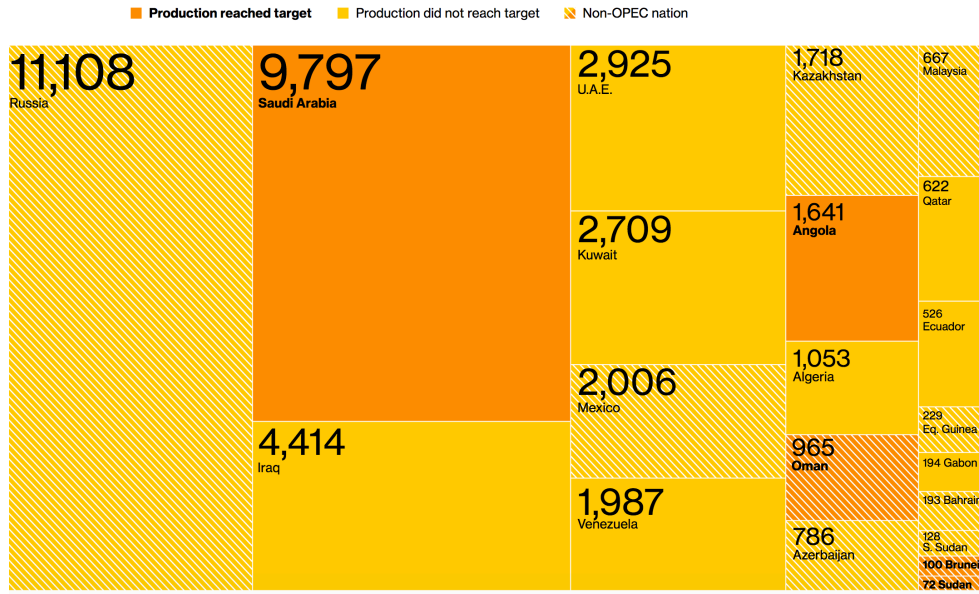 Production reached target
Production did not reach target
Non-OPEC nation
11,108
Russia
9,797
Saudi Arabia
4,414
Iraq
2,925
U.A.E.
2,709
Kuwait
2,006
Mexico
1,987
Venezuela
1,718
Kazakhstan
1,641
Angola
1,053
Algeria
965
Oman
786
Azerbaijan
667
Malaysia
622
Qatar
526
Ecuador
229
Eq. Guinea
194 Gabon
193 Bahrain
128
S. Sudan
100 Brunei
72 Sudan